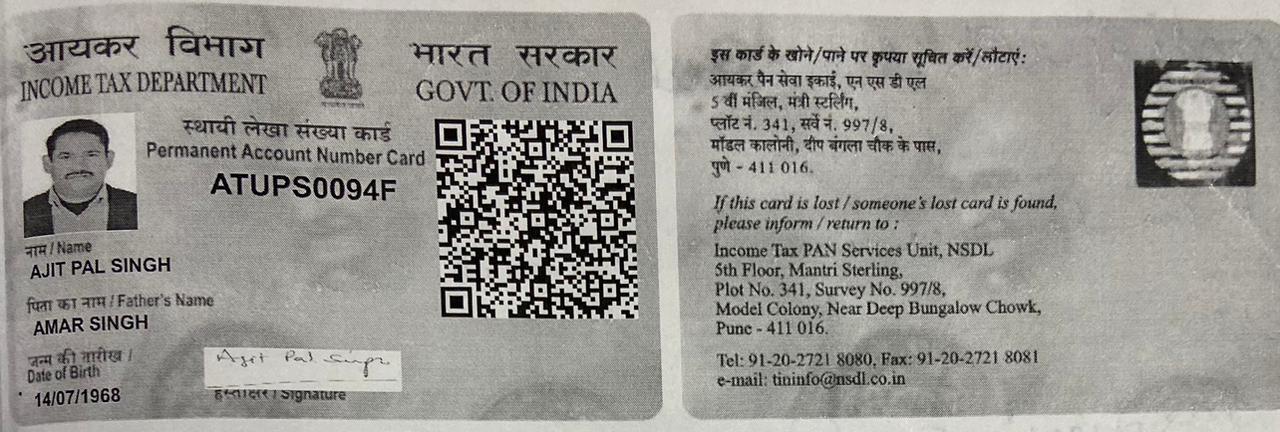 आयकर विभाग
INCOME TAX DEPARTMENT
भारत सरकार
GOVT. OF INDIA
स्थायी लेखा संख्या कार्ड
Permanent Account Number Card
ATUPS0094F
नाम / Name
AJIT PAL SINGH
पिता का नाम / Father's Name
AMAR SINGH
जन्म की तारीख /
Date of Birth
14/07/1968
Ajit Pal Singh
हस्ताक्षर / Signature
इस कार्ड के खोने/पाने पर कृपया सूचित करें/लौटाएं:
आयकर पैन सेवा इकाई, एन एस डी एल
5 वीं मंजिल, मंत्री स्टर्लिंग,
प्लॉट नं. 341, सर्वे नं. 997/8,
मॉडल कालोनी, दीप बंगला चौक के पास,
पुणे - 411 016.
If this card is lost / someone's lost card is found,
please inform / return to :
Income Tax PAN Services Unit, NSDL
5th Floor, Mantri Sterling,
Plot No. 341, Survey No. 997/8,
Model Colony, Near Deep Bungalow Chowk,
Pune - 411 016.
Tel: 91-20-2721 8080, Fax: 91-20-2721 8081
e-mail: tininfo@nsdl.co.in